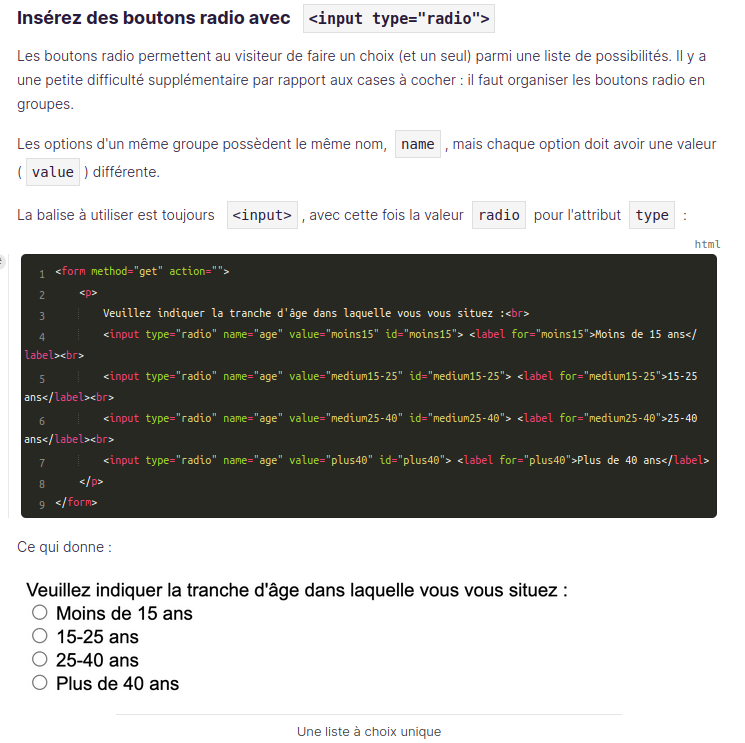 Insérez des boutons radio avec <input type="radio">
Les boutons radio permettent au visiteur de faire un choix (et un seul) parmi une liste de possibilités. Il y a
une petite difficulté supplémentaire par rapport aux cases à cocher : il faut organiser les boutons radio en
groupes.
Les options d'un même groupe possèdent le même nom, name , mais chaque option doit avoir une valeur
( value ) différente.
La balise à utiliser est toujours <input> , avec cette fois la valeur radio pour l'attribut type :
html
1 <form method="get" action="">
2 <p>
3 Veuillez indiquer la tranche d'âge dans laquelle vous vous situez :<br>
4 <input type="radio" name="age" value="moins15" id="moins15"> <label for="moins15">Moins de 15 ans</
label><br>
5 <input type="radio" name="age" value="medium15-25" id="medium15-25"> <label for="medium15-25">15-25
ans</label><br>
6 <input type="radio" name="age" value="medium25-40" id="medium25-40"> <label for="medium25-40">25-40
ans</label><br>
7 <input type="radio" name="age" value="plus40" id="plus40"> <label for="plus40">Plus de 40 ans</label>
8 </p>
9 </form>
Ce qui donne :
Veuillez indiquer la tranche d'âge dans laquelle vous vous situez :
Moins de 15 ans
15-25 ans
25-40 ans
Plus de 40 ans
Une liste à choix unique